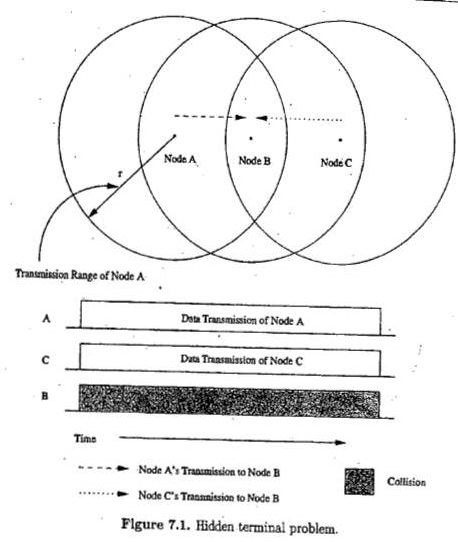 r
Node A
Node B
Node C
Transmission Range of Node A
A
Data Transmission of Node A
C
Data Transmission of Node C
B
Time
Node A's Transmission to Node B
Node C's Transmission to Node B
Collision
Figure 7.1. Hidden terminal problem.